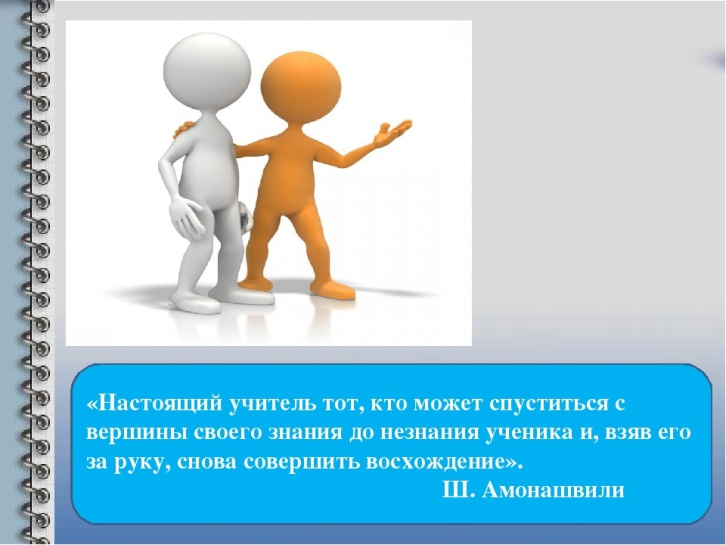 «Настоящий учитель тот, кто может спуститься с
вершины своего знания до незнания ученика и, взяв его
за руку, снова совершить восхождение».
Ш. Амонашвили